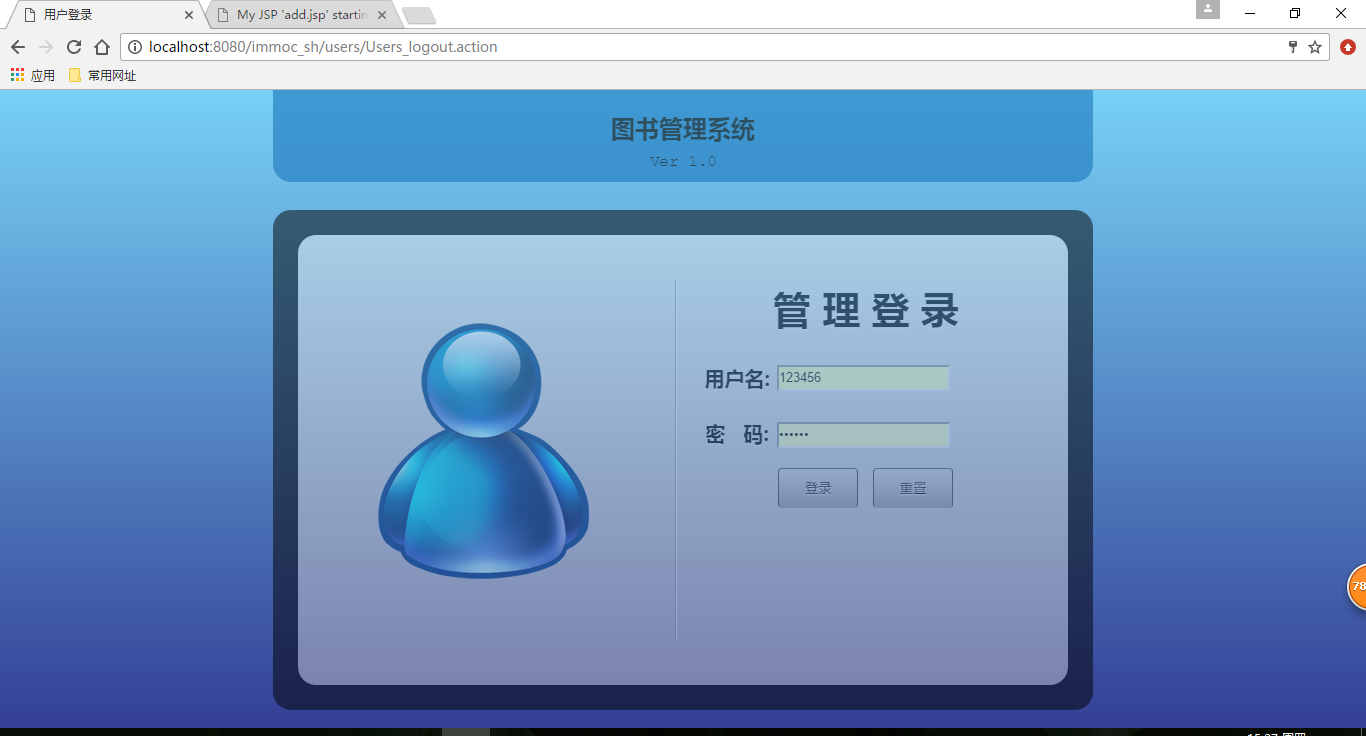 用户登录
My JSP 'add.jsp' startin
localhost:8080/immoc_sh/users/Users_logout.action
应用
常用网址
图书管理系统
Ver 1.0
管 理 登 录
用户名: 123456
密 码: ••••••
登录 重置
78